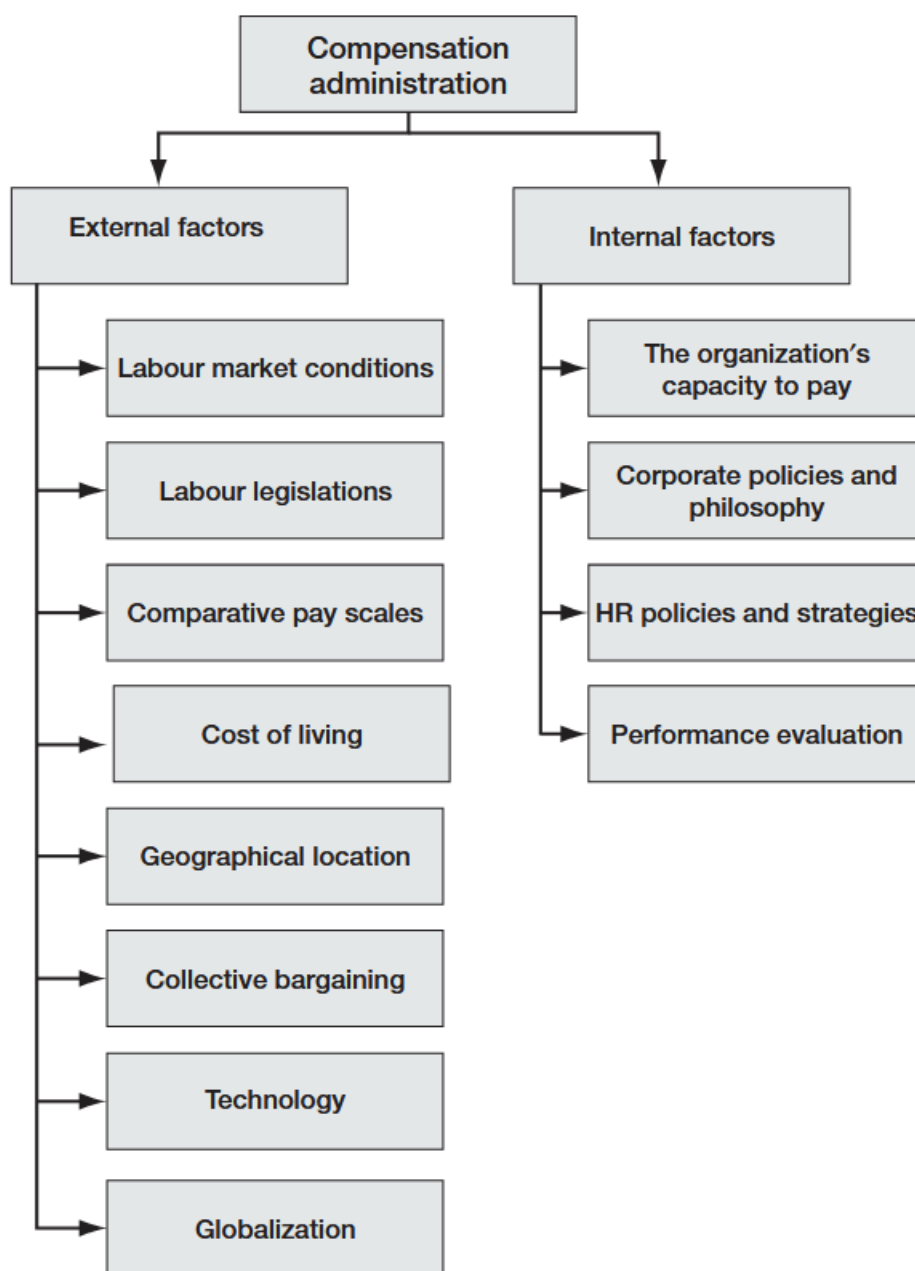 Compensation
administration
External factors
Internal factors
Labour market conditions
Labour legislations
Comparative pay scales
Cost of living
Geographical location
Collective bargaining
Technology
Globalization
The organization′s
capacity to pay
Corporate policies and
philosophy
HR policies and strategies
Performance evaluation